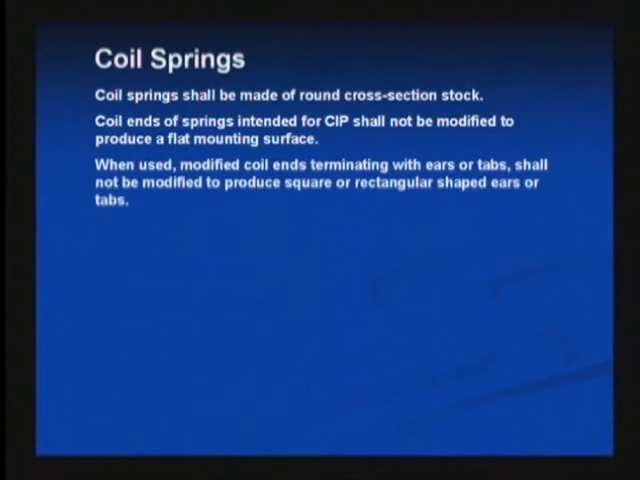 Coil Springs
Coil springs shall be made of round cross-section stock.
Coil ends of springs intended for CIP shall not be modified to
produce a flat mounting surface.
When used, modified coil ends terminating with ears or tabs, shall
not be modified to produce square or rectangular shaped ears or
tabs.